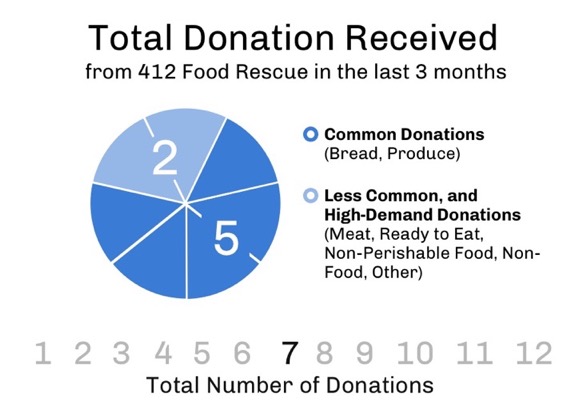 Total Donation Received
from 412 Food Rescue in the last 3 months
2
5
Common Donations
(Bread, Produce)
Less Common, and
High-Demand Donations
(Meat, Ready to Eat,
Non-Perishable Food, Non-
Food, Other)
1 2 3 4 5 6 7 8 9 10 11 12
Total Number of Donations